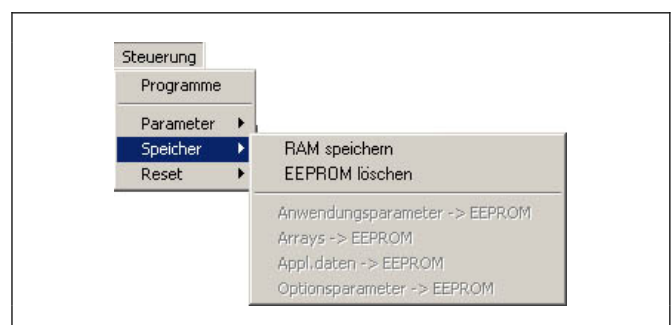 Steuerung
Programme
Parameter
Speicher
Reset
RAM speichern
EEPROM löschen
Anwendungsparameter -> EEPROM
Arrays -> EEPROM
Appl.daten -> EEPROM
Optionsparameter -> EEPROM